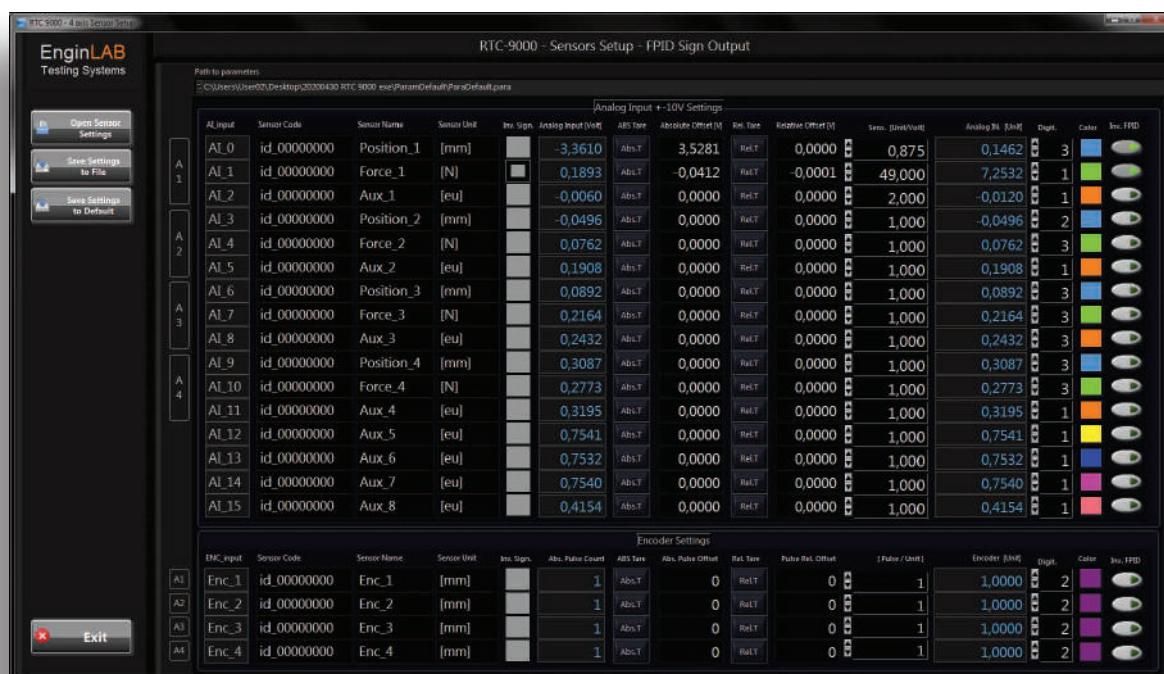 RTC 9000 - 4 axis Sensor Setup
RTC-9000 - Sensors Setup - FPID Sign Output
EnginLAB
Testing Systems
Open Sensor
Settings
Save Settings
to File
Save Settings
to Default
Exit
Path to parameters
C:\Users\User02\Desktop\20200430 RTC 9000 exe\ParamDefault\ParaDefault.para
Analog Input +-10V Settings
AI_input Sensor Code Sensor Name Sensor Unit Inv. Sign. Analog Input [Volt] ABS Tare Absolute Offset [V] Rel. Tare Relative Offset [V] Sens. [Unit/Volt] Analog IN. [Unit] Digit. Color Inv. FPID
A
1
AI_0 id_00000000 Position_1 [mm] -3,3610 Abs.T 3,5281 Rel.T 0,0000 0,875 0,1462 3
AI_1 id_00000000 Force_1 [N] 0,1893 Abs.T -0,0412 Rel.T -0,0001 49,000 7,2532 1
AI_2 id_00000000 Aux_1 [eu] -0,0060 Abs.T 0,0000 Rel.T 0,0000 2,000 -0,0120 1
A
2
AI_3 id_00000000 Position_2 [mm] -0,0496 Abs.T 0,0000 Rel.T 0,0000 1,000 -0,0496 2
AI_4 id_00000000 Force_2 [N] 0,0762 Abs.T 0,0000 Rel.T 0,0000 1,000 0,0762 3
AI_5 id_00000000 Aux_2 [eu] 0,1908 Abs.T 0,0000 Rel.T 0,0000 1,000 0,1908 1
A
3
AI_6 id_00000000 Position_3 [mm] 0,0892 Abs.T 0,0000 Rel.T 0,0000 1,000 0,0892 3
AI_7 id_00000000 Force_3 [N] 0,2164 Abs.T 0,0000 Rel.T 0,0000 1,000 0,2164 3
AI_8 id_00000000 Aux_3 [eu] 0,2432 Abs.T 0,0000 Rel.T 0,0000 1,000 0,2432 3
A
4
AI_9 id_00000000 Position_4 [mm] 0,3087 Abs.T 0,0000 Rel.T 0,0000 1,000 0,3087 3
AI_10 id_00000000 Force_4 [N] 0,2773 Abs.T 0,0000 Rel.T 0,0000 1,000 0,2773 3
AI_11 id_00000000 Aux_4 [eu] 0,3195 Abs.T 0,0000 Rel.T 0,0000 1,000 0,3195 1
AI_12 id_00000000 Aux_5 [eu] 0,7541 Abs.T 0,0000 Rel.T 0,0000 1,000 0,7541 1
AI_13 id_00000000 Aux_6 [eu] 0,7532 Abs.T 0,0000 Rel.T 0,0000 1,000 0,7532 1
AI_14 id_00000000 Aux_7 [eu] 0,7540 Abs.T 0,0000 Rel.T 0,0000 1,000 0,7540 1
AI_15 id_00000000 Aux_8 [eu] 0,4154 Abs.T 0,0000 Rel.T 0,0000 1,000 0,4154 1
Encoder Settings
ENC_input Sensor Code Sensor Name Sensor Unit Inv. Sign. Abs. Pulse Count ABS Tare Abs. Pulse Offset Rel. Tare Pulse Rel. Offset [ Pulse / Unit ] Encoder [Unit] Digit. Color Inv. FPID
A1 Enc_1 id_00000000 Enc_1 [mm] 1 Abs.T 0 Rel.T 0 1 1,0000 2
A2 Enc_2 id_00000000 Enc_2 [mm] 1 Abs.T 0 Rel.T 0 1 1,0000 2
A3 Enc_3 id_00000000 Enc_3 [mm] 1 Abs.T 0 Rel.T 0 1 1,0000 2
A4 Enc_4 id_00000000 Enc_4 [mm] 1 Abs.T 0 Rel.T 0 1 1,0000 2